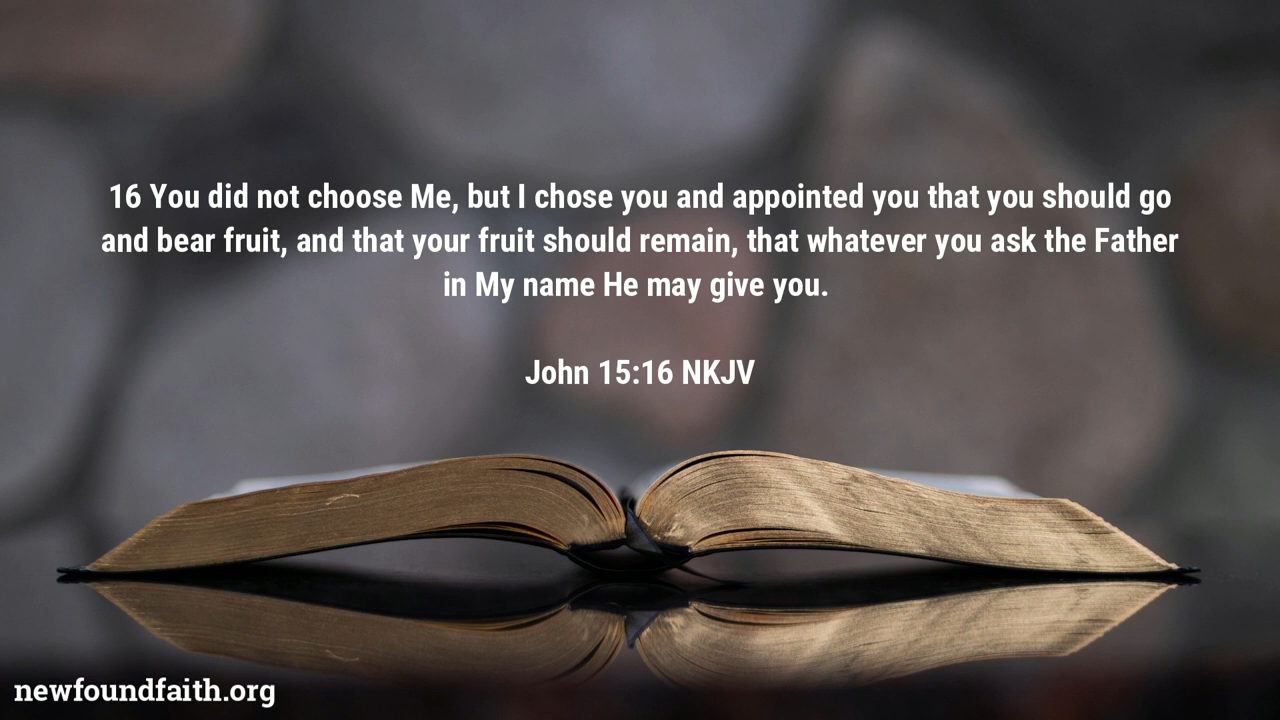 16 You did not choose Me, but I chose you and appointed you that you should go
and bear fruit, and that your fruit should remain, that whatever you ask the Father
in My name He may give you.
John 15:16 NKJV
newfoundfaith.org